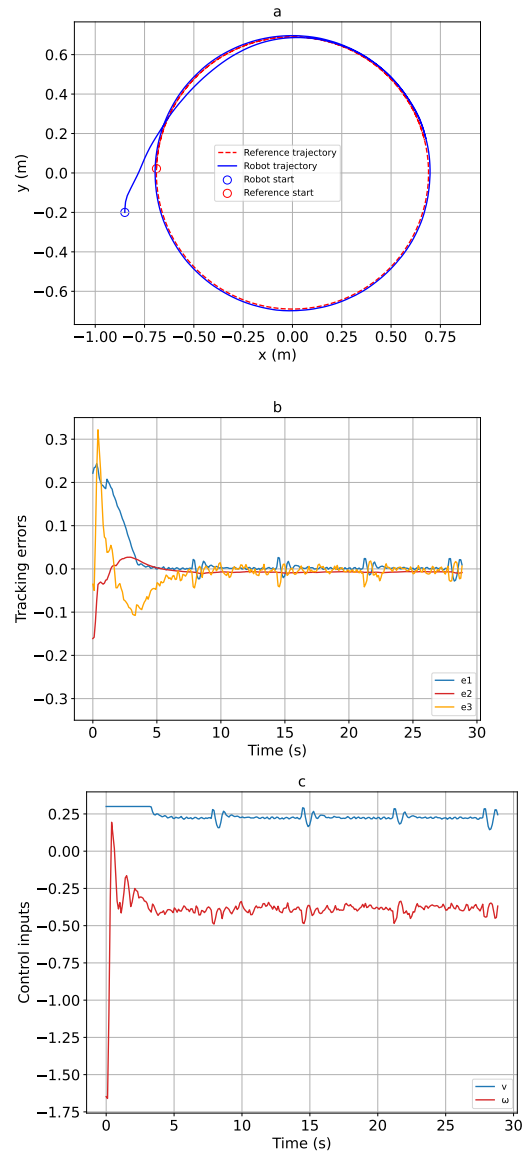 a
0.6
0.4
0.2
0.0
−0.2
−0.4
−0.6
y (m)
Reference trajectory
Robot trajectory
Robot start
Reference start
−1.00 −0.75 −0.50 −0.25 0.00 0.25 0.50 0.75
x (m)
b
0.3
0.2
0.1
0.0
−0.1
−0.2
−0.3
Tracking errors
e1
e2
e3
0 5 10 15 20 25 30
Time (s)
c
0.25
0.00
−0.25
−0.50
−0.75
−1.00
−1.25
−1.50
−1.75
Control inputs
v
ω
0 5 10 15 20 25 30
Time (s)